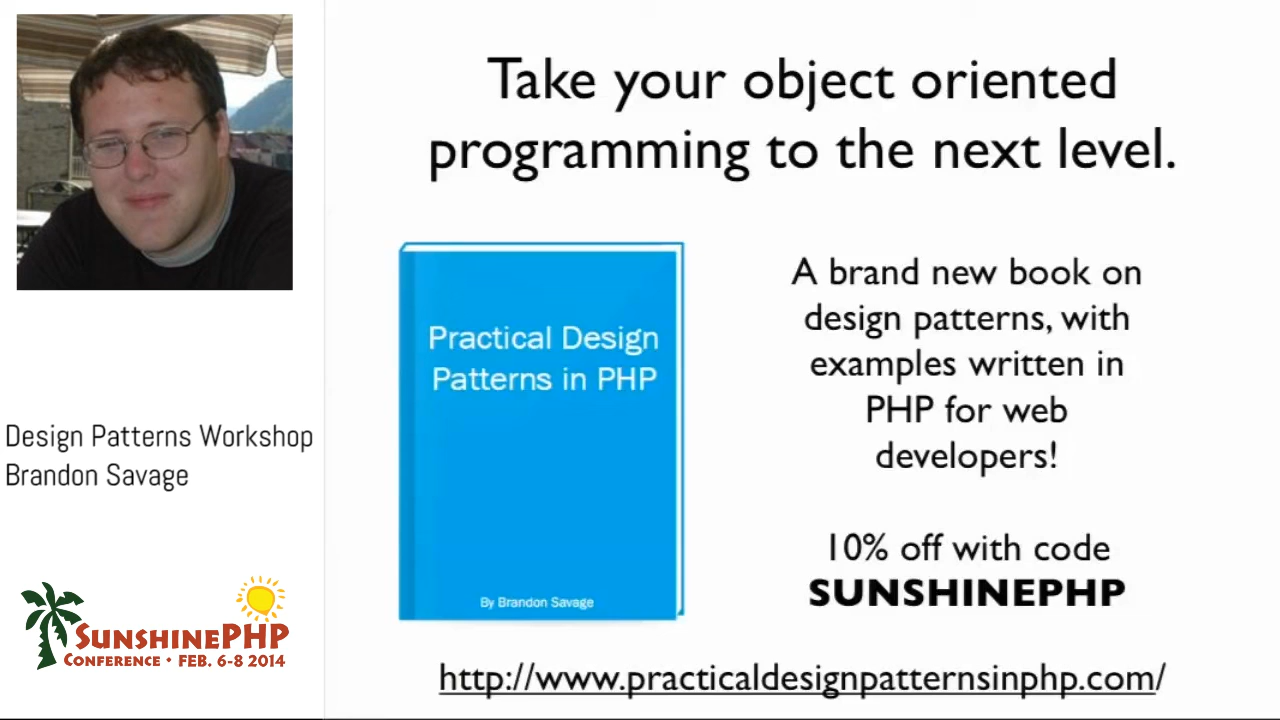 Take your object oriented
programming to the next level.
Practical Design
Patterns in PHP
By Brandon Savage
A brand new book on
design patterns, with
examples written in
PHP for web
developers!
10% off with code
SUNSHINEPHP
http://www.practicaldesignpatternsinphp.com/
Design Patterns Workshop
Brandon Savage
SUNSHINEPHP
CONFERENCE • FEB. 6-8 2014